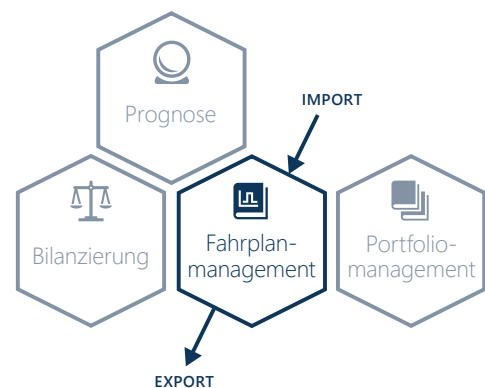 Prognose
IMPORT
Bilanzierung
Fahrplan-
management
Portfolio-
management
EXPORT